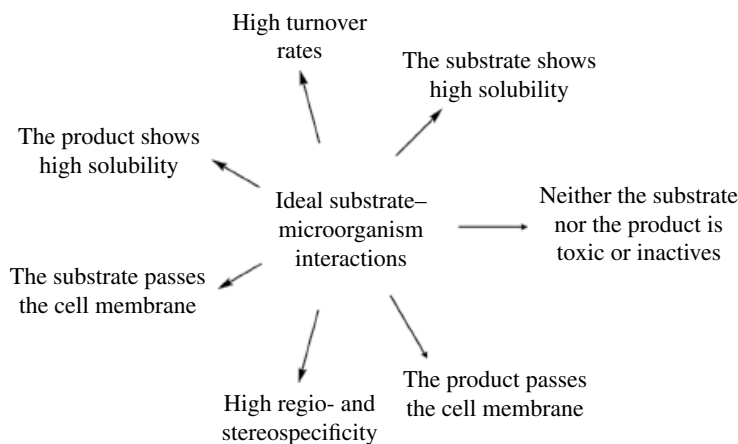 High turnover
rates
The substrate shows
high solubility
The product shows
high solubility
Ideal substrate–
microorganism
interactions
Neither the substrate
nor the product is
toxic or inactives
The substrate passes
the cell membrane
The product passes
the cell membrane
High regio- and
stereospecificity